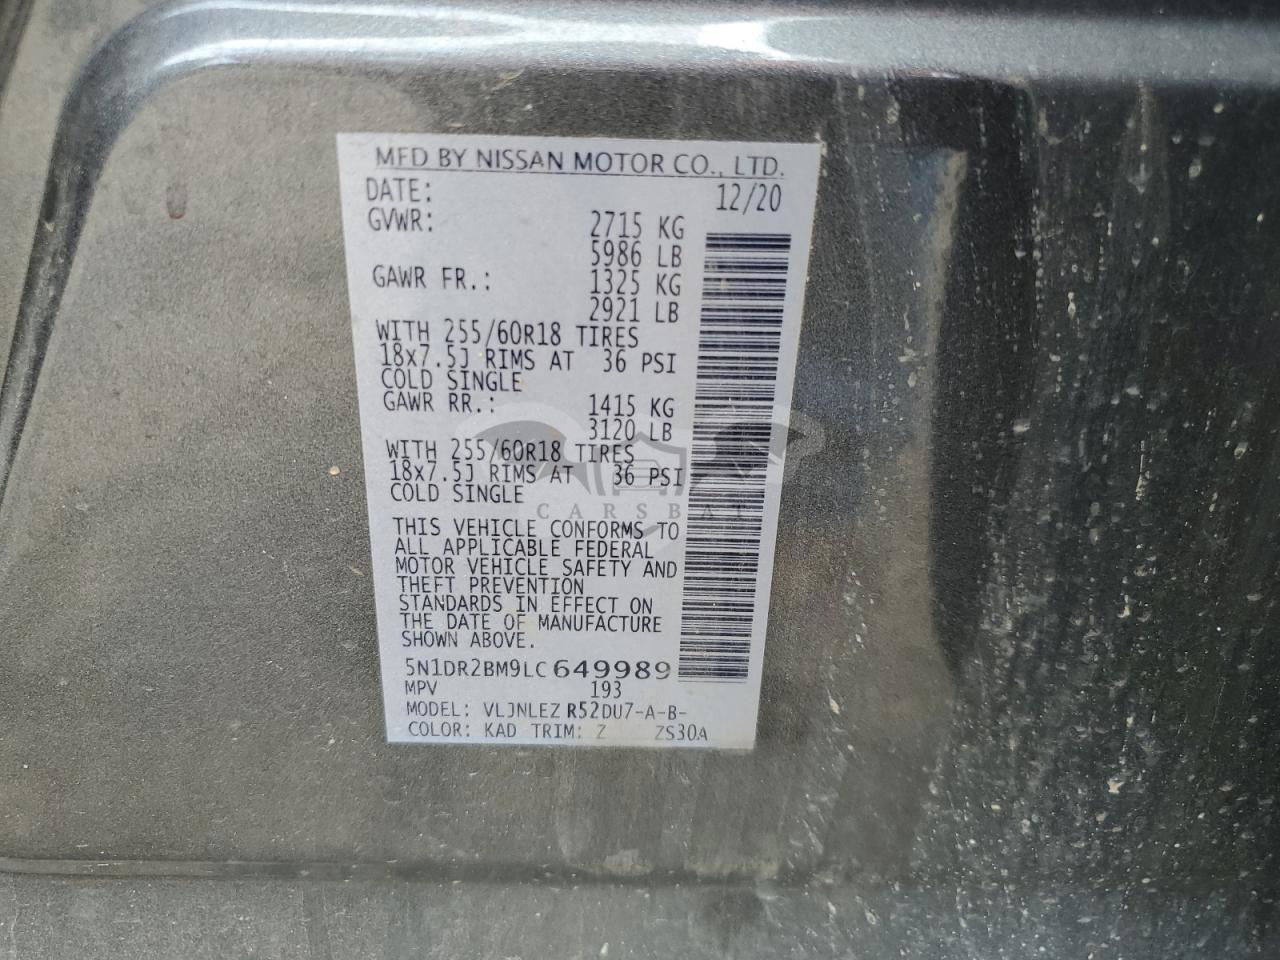 MFD BY NISSAN MOTOR CO., LTD.
DATE: 12/20
GVWR: 2715 KG
5986 LB
GAWR FR.: 1325 KG
2921 LB
WITH 255/60R18 TIRES
18x7.5J RIMS AT 36 PSI
COLD SINGLE
GAWR RR.: 1415 KG
3120 LB
WITH 255/60R18 TIRES
18x7.5J RIMS AT 36 PSI
COLD SINGLE
CARSBAT
THIS VEHICLE CONFORMS TO
ALL APPLICABLE FEDERAL
MOTOR VEHICLE SAFETY AND
THEFT PREVENTION
STANDARDS IN EFFECT ON
THE DATE OF MANUFACTURE
SHOWN ABOVE.
5N1DR2BM9LC649989
MPV 193
MODEL: VLJNLEZ R52DU7-A-B-
COLOR: KAD TRIM: Z ZS30A